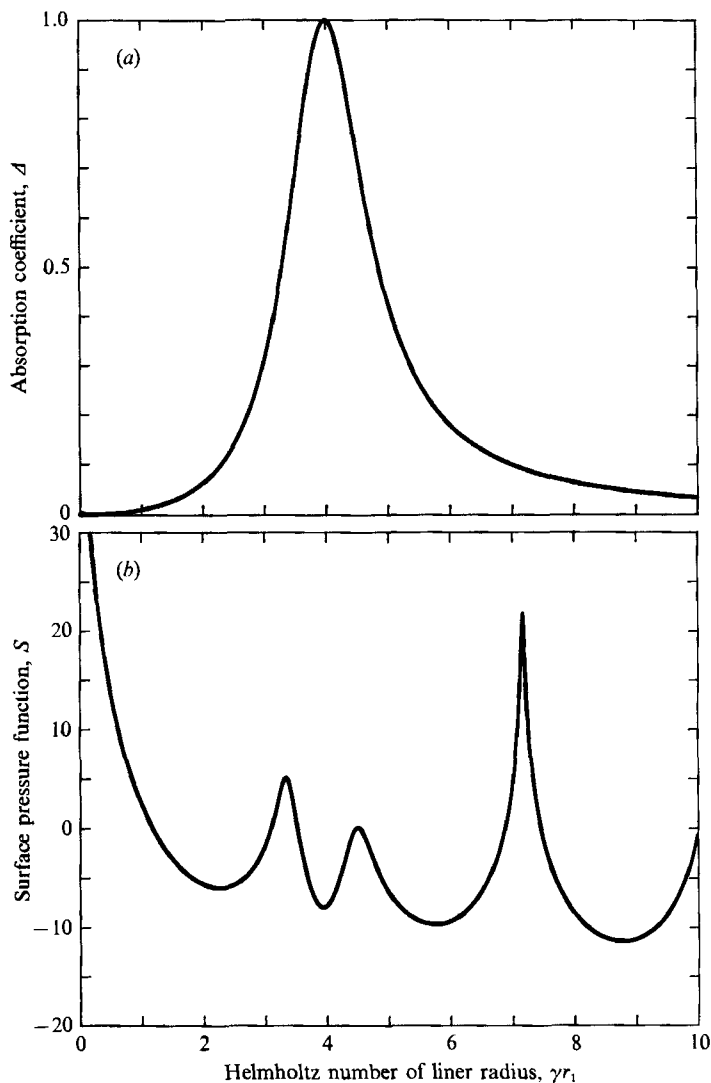 1.0
(a)
Absorption coefficient, Δ
0.5
0
30
(b)
20
Surface pressure function, S
10
0
−10
−20
0 2 4 6 8 10
Helmholtz number of liner radius, γr₁